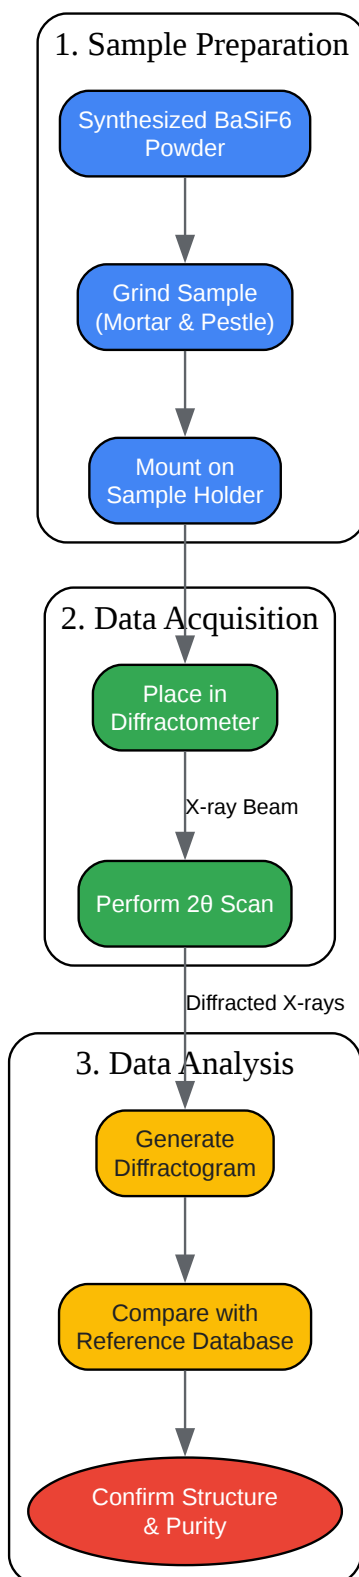 1. Sample Preparation
Synthesized BaSiF6
Powder
Grind Sample
(Mortar & Pestle)
Mount on
Sample Holder
2. Data Acquisition
Place in
Diffractometer
X-ray Beam
Perform 2θ Scan
Diffracted X-rays
3. Data Analysis
Generate
Diffractogram
Compare with
Reference Database
Confirm Structure
& Purity